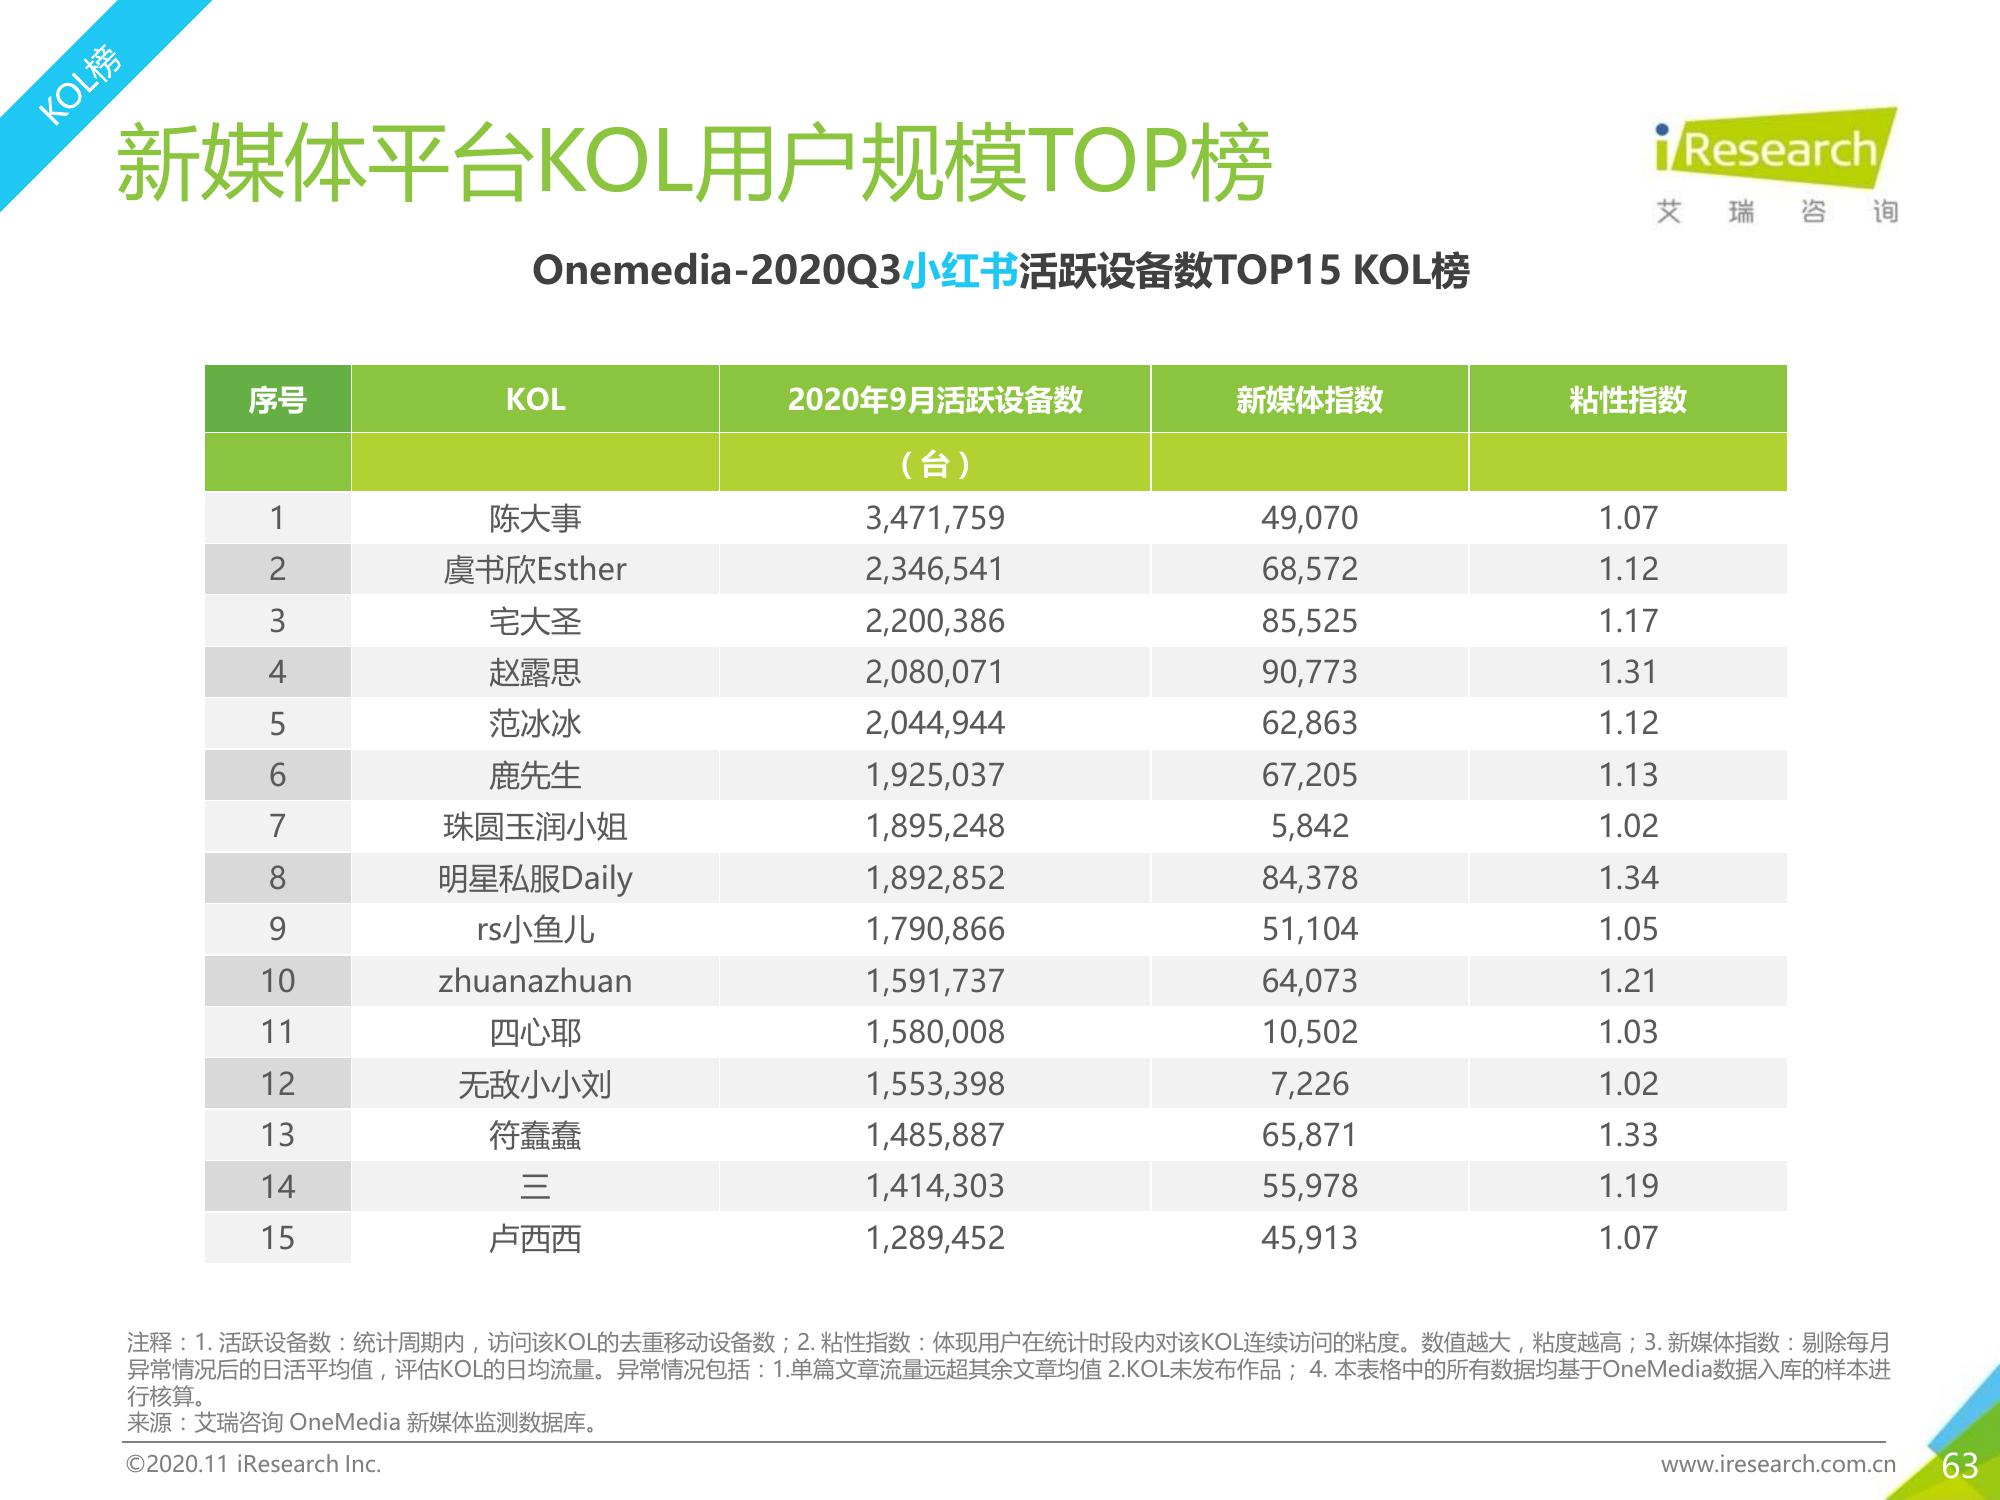 KOL榜
新媒体平台KOL用户规模TOP榜
iResearch
艾瑞咨询
Onemedia-2020Q3小红书活跃设备数TOP15 KOL榜
序号 KOL 2020年9月活跃设备数 新媒体指数 粘性指数
（台）
1 陈大事 3,471,759 49,070 1.07
2 虞书欣Esther 2,346,541 68,572 1.12
3 宅大圣 2,200,386 85,525 1.17
4 赵露思 2,080,071 90,773 1.31
5 范冰冰 2,044,944 62,863 1.12
6 鹿先生 1,925,037 67,205 1.13
7 珠圆玉润小姐 1,895,248 5,842 1.02
8 明星私服Daily 1,892,852 84,378 1.34
9 rs小鱼儿 1,790,866 51,104 1.05
10 zhuanazhuan 1,591,737 64,073 1.21
11 四心耶 1,580,008 10,502 1.03
12 无敌小小刘 1,553,398 7,226 1.02
13 符蠢蠢 1,485,887 65,871 1.33
14 三 1,414,303 55,978 1.19
15 卢西西 1,289,452 45,913 1.07
注释：1. 活跃设备数：统计周期内，访问该KOL的去重移动设备数；2. 粘性指数：体现用户在统计时段内对该KOL连续访问的粘度。数值越大，粘度越高；3. 新媒体指数：剔除每月
异常情况后的日活平均值，评估KOL的日均流量。异常情况包括：1.单篇文章流量远超其余文章均值 2.KOL未发布作品； 4. 本表格中的所有数据均基于OneMedia数据入库的样本进
行核算。
来源：艾瑞咨询 OneMedia 新媒体监测数据库。
©2020.11 iResearch Inc.
www.iresearch.com.cn
63